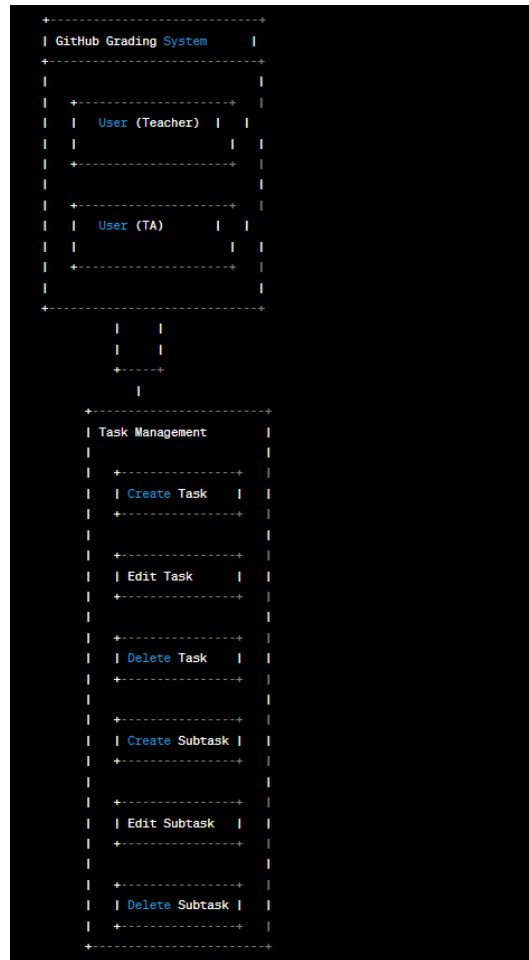 GitHub Grading System
User (Teacher)
User (TA)
Task Management
Create Task
Edit Task
Delete Task
Create Subtask
Edit Subtask
Delete Subtask